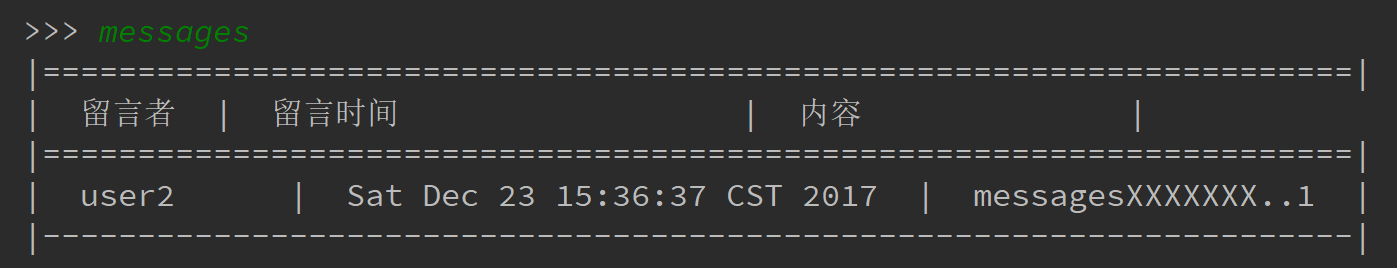 >>> messages
|======================================================================|
|  留言者  |  留言时间                   |  内容               |
|======================================================================|
|  user2      |  Sat Dec 23 15:36:37 CST 2017  |  messagesXXXXXXX..1  |
|----------------------------------------------------------------------|